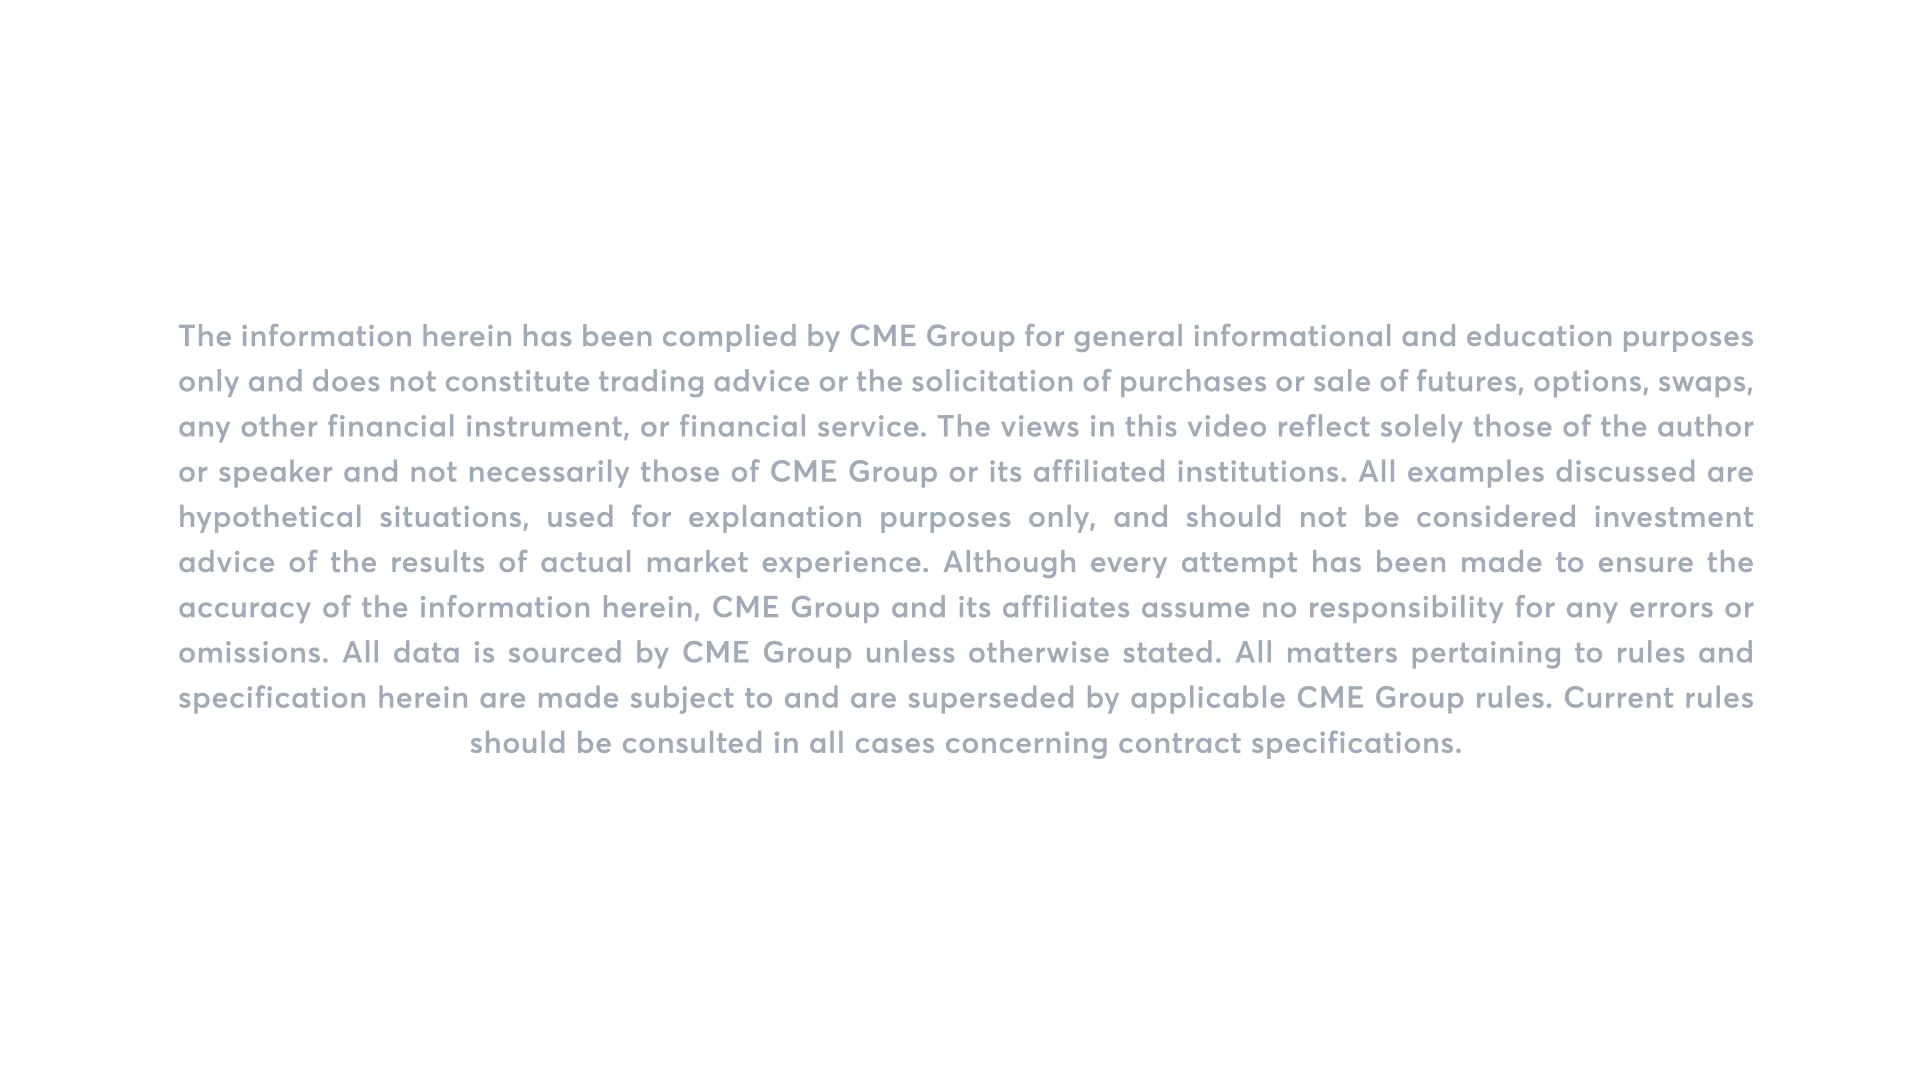 The information herein has been complied by CME Group for general informational and education purposes
only and does not constitute trading advice or the solicitation of purchases or sale of futures, options, swaps,
any other financial instrument, or financial service. The views in this video reflect solely those of the author
or speaker and not necessarily those of CME Group or its affiliated institutions. All examples discussed are
hypothetical situations, used for explanation purposes only, and should not be considered investment
advice of the results of actual market experience. Although every attempt has been made to ensure the
accuracy of the information herein, CME Group and its affiliates assume no responsibility for any errors or
omissions. All data is sourced by CME Group unless otherwise stated. All matters pertaining to rules and
specification herein are made subject to and are superseded by applicable CME Group rules. Current rules
should be consulted in all cases concerning contract specifications.